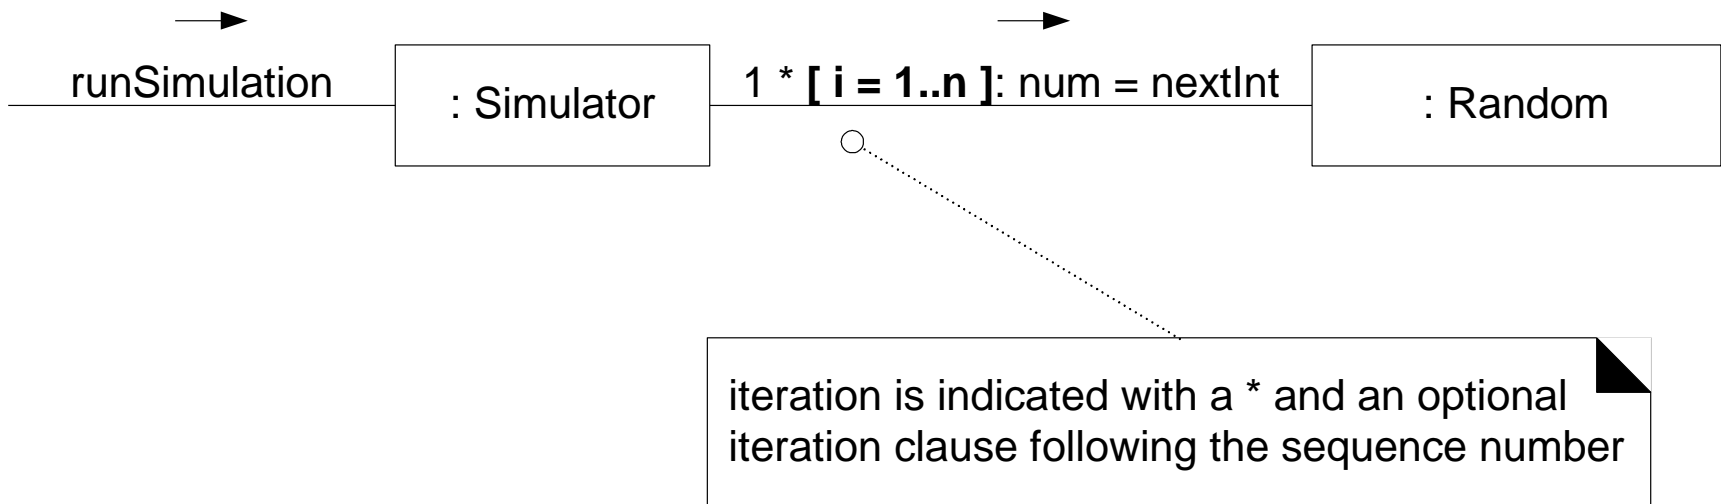 runSimulation
: Simulator
1 * [ i = 1..n ]: num = nextInt
: Random
iteration is indicated with a * and an optional
iteration clause following the sequence number